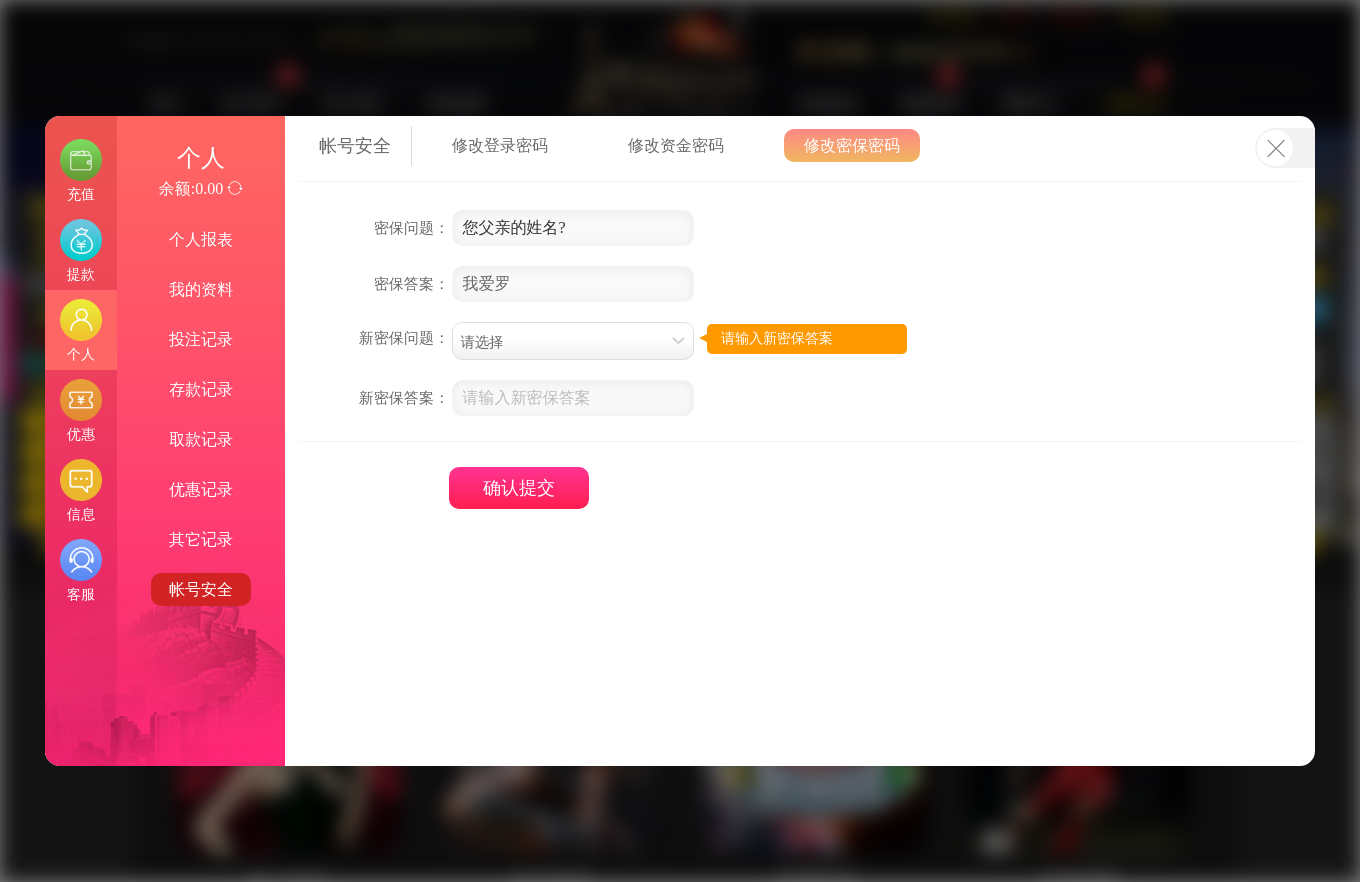 充值
提款
个人
优惠
信息
客服
个人
余额:0.00
个人报表
我的资料
投注记录
存款记录
取款记录
优惠记录
其它记录
帐号安全
帐号安全 修改登录密码 修改资金密码 修改密保密码
密保问题： 您父亲的姓名?
密保答案： 我爱罗
新密保问题： 请选择 请输入新密保答案
新密保答案： 请输入新密保答案
确认提交